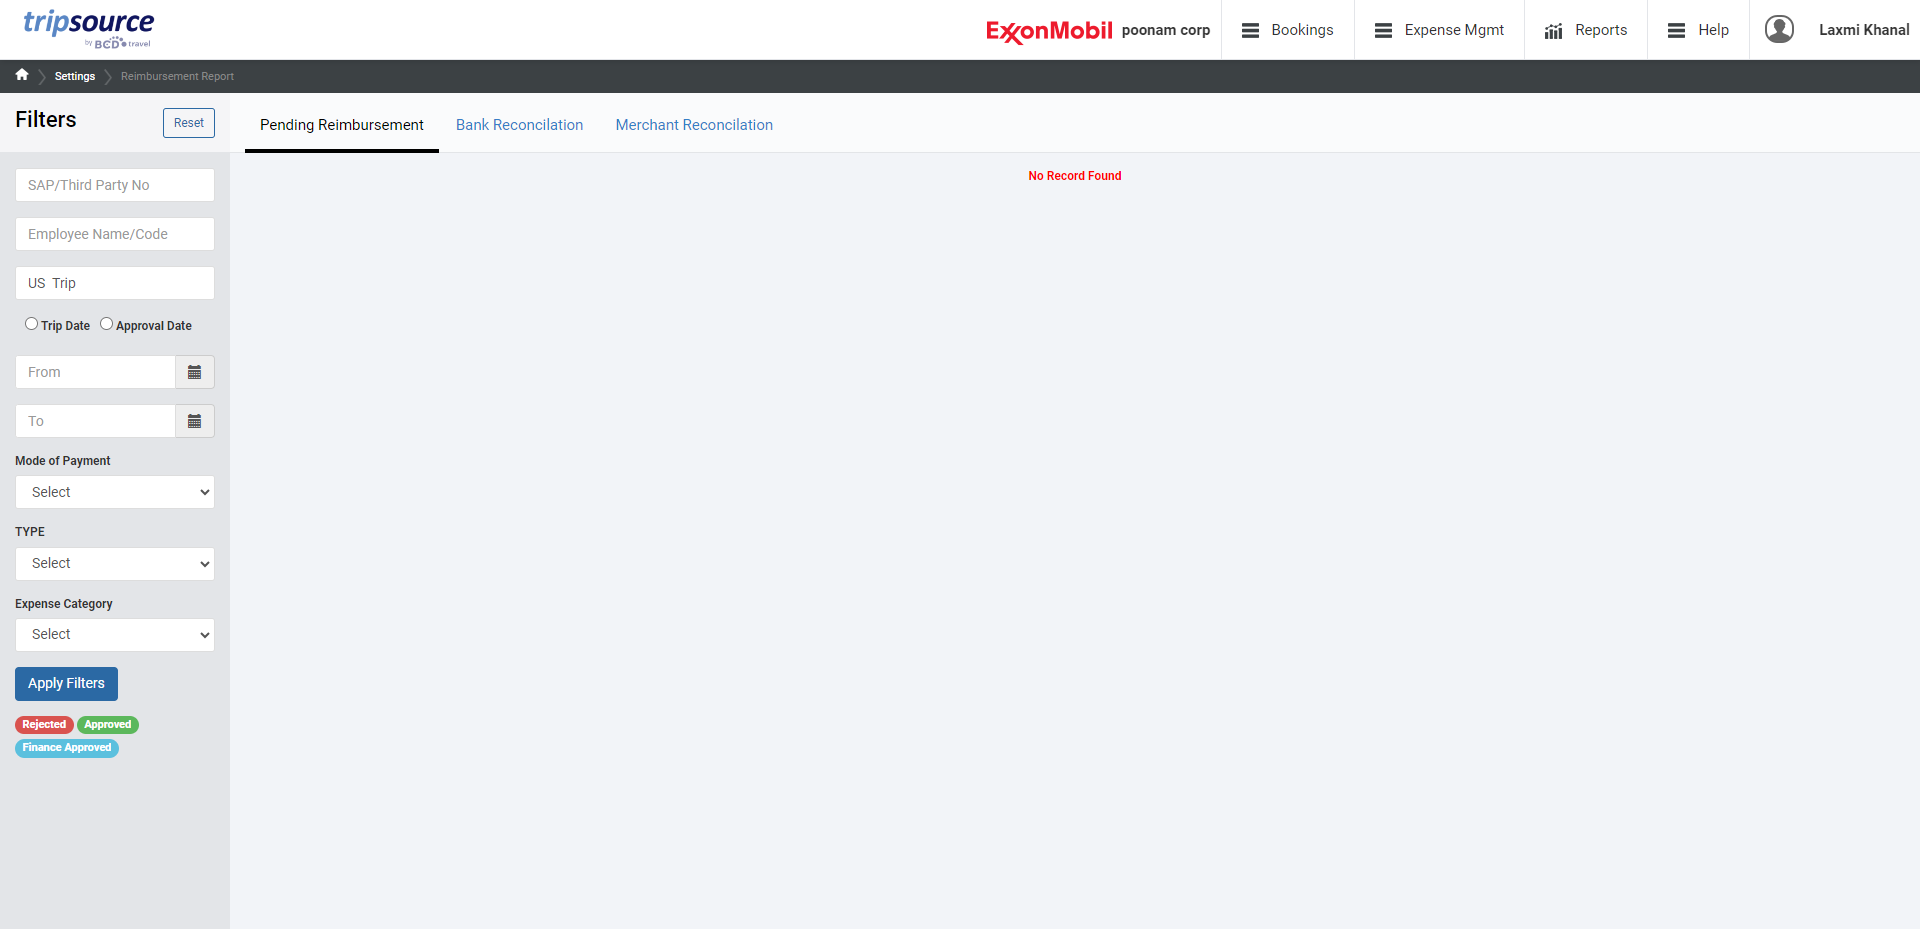 tripsource
by BCD travel
ExxonMobil poonam corp
Bookings
Expense Mgmt
Reports
Help
Laxmi Khanal
Settings
Reimbursement Report
Filters
Reset
Pending Reimbursement
Bank Reconcilation
Merchant Reconcilation
No Record Found
SAP/Third Party No
Employee Name/Code
US  Trip
Trip Date
Approval Date
From
To
Mode of Payment
Select
TYPE
Select
Expense Category
Select
Apply Filters
Rejected
Approved
Finance Approved